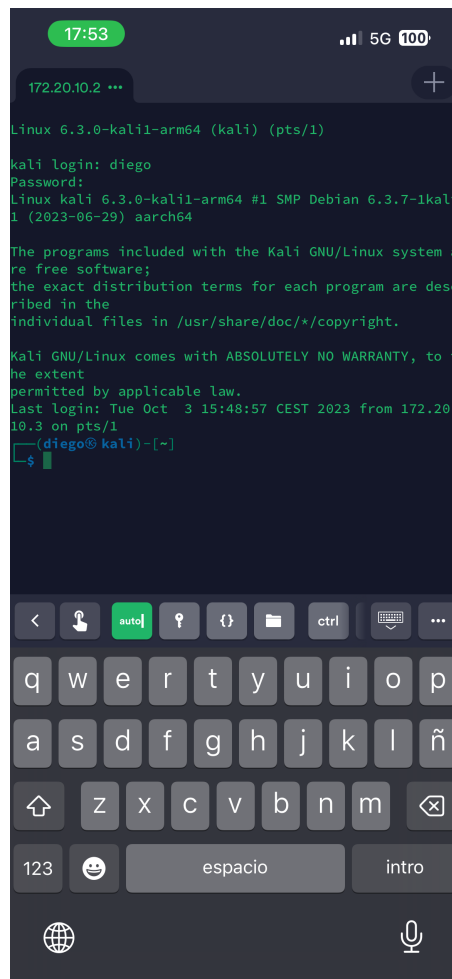 17:53
5G 100
172.20.10.2 •••
Linux 6.3.0-kali1-arm64 (kali) (pts/1)
kali login: diego
Password:
Linux kali 6.3.0-kali1-arm64 #1 SMP Debian 6.3.7-1kal
1 (2023-06-29) aarch64
The programs included with the Kali GNU/Linux system
re free software;
the exact distribution terms for each program are desc
ribed in the
individual files in /usr/share/doc/*/copyright.
Kali GNU/Linux comes with ABSOLUTELY NO WARRANTY, to
he extent
permitted by applicable law.
Last login: Tue Oct  3 15:48:57 CEST 2023 from 172.20
10.3 on pts/1
┌──(diego㉿kali)-[~]
└─$
auto {} ctrl •••
q w e r t y u i o p
a s d f g h j k l ñ
z x c v b n m
123 espacio intro